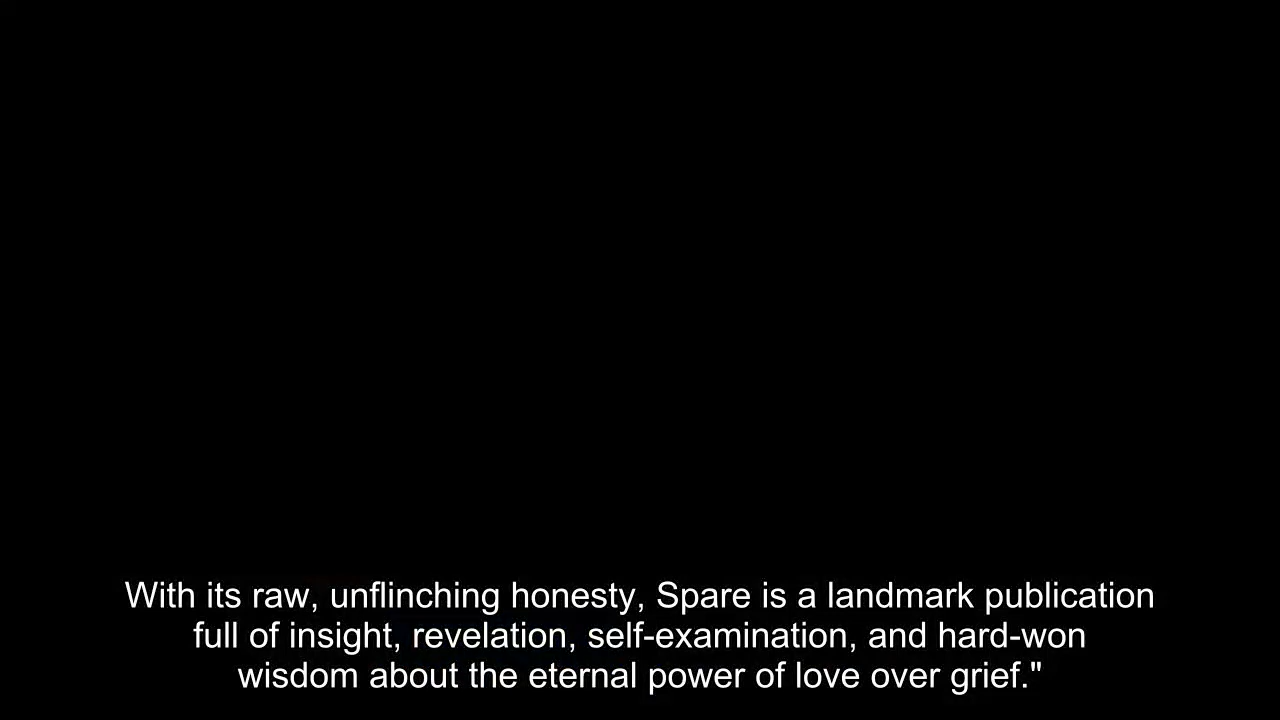 With its raw, unflinching honesty, Spare is a landmark publication
full of insight, revelation, self-examination, and hard-won
wisdom about the eternal power of love over grief."